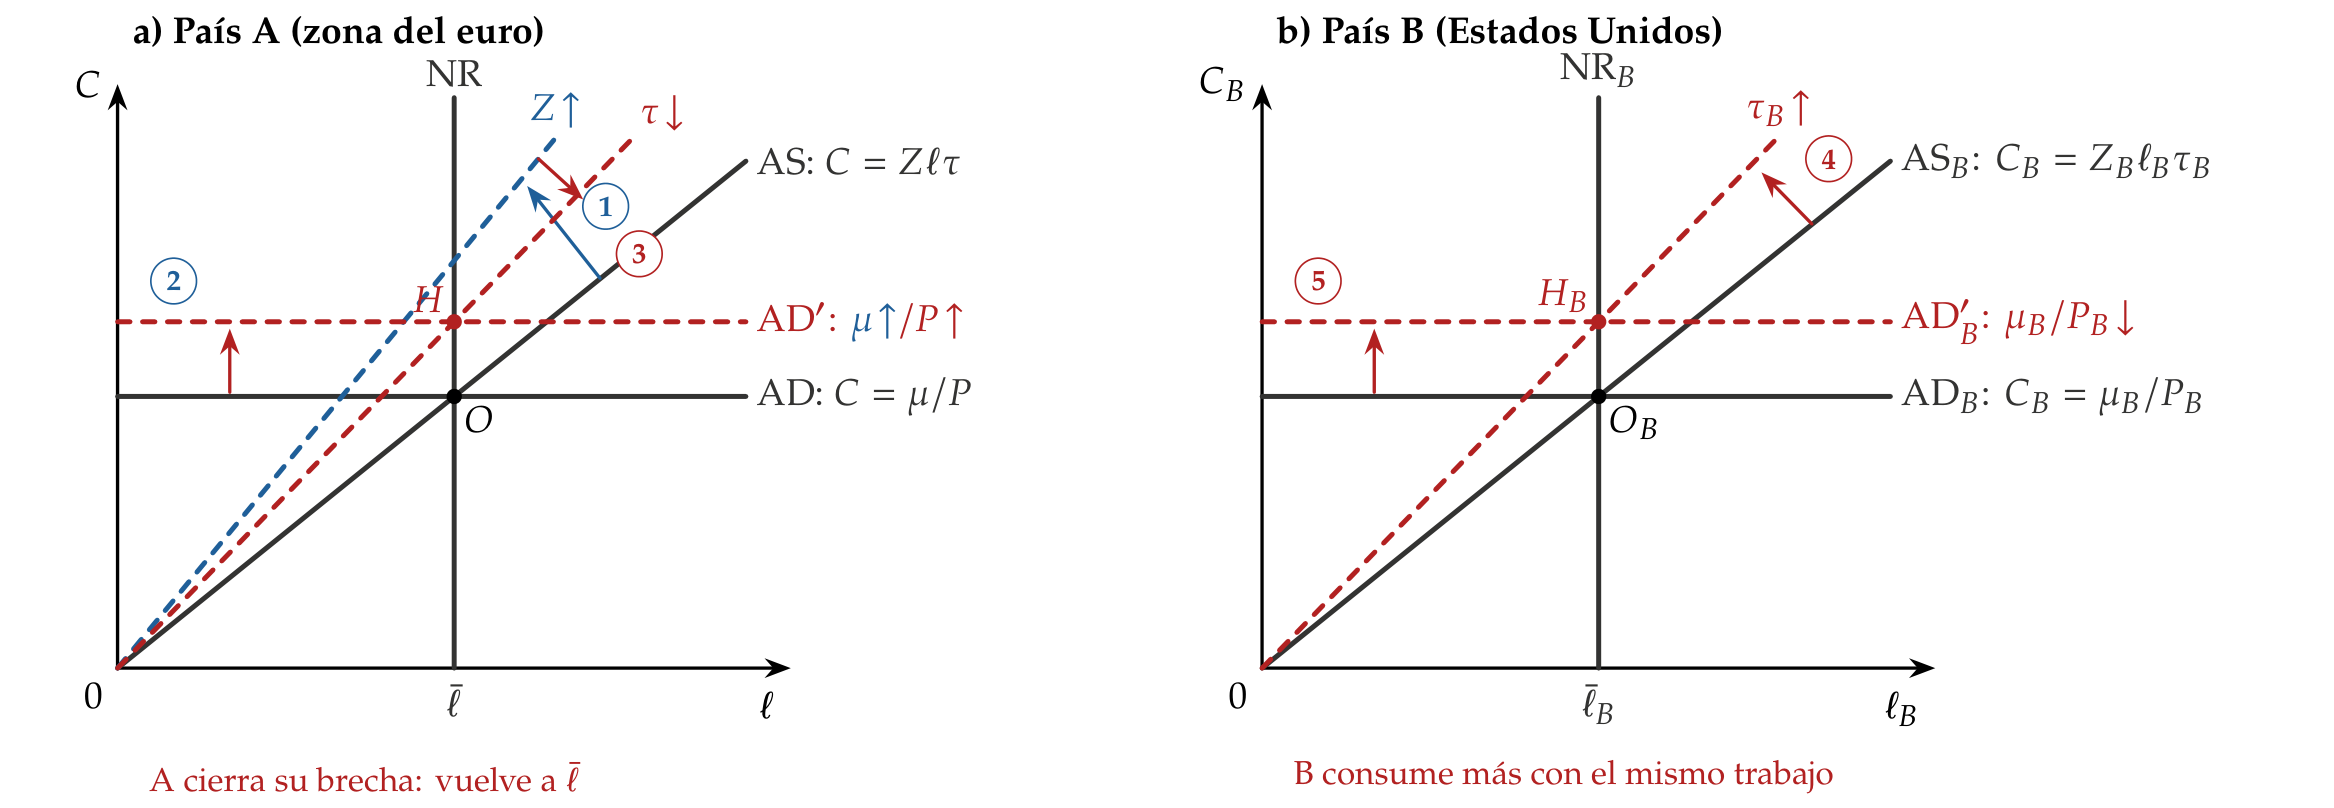 a) País A (zona del euro)
C
NR
Z↑
τ↓
AS: C = Zℓτ
1
3
2
H
AD′: μ↑/P↑
AD: C = μ/P
O
0
ℓ̄
ℓ
A cierra su brecha: vuelve a ℓ̄
b) País B (Estados Unidos)
C_B
NR_B
τ_B↑
4
AS_B: C_B = Z_Bℓ_Bτ_B
5
H_B
AD′_B: μ_B/P_B↓
AD_B: C_B = μ_B/P_B
O_B
0
ℓ̄_B
ℓ_B
B consume más con el mismo trabajo